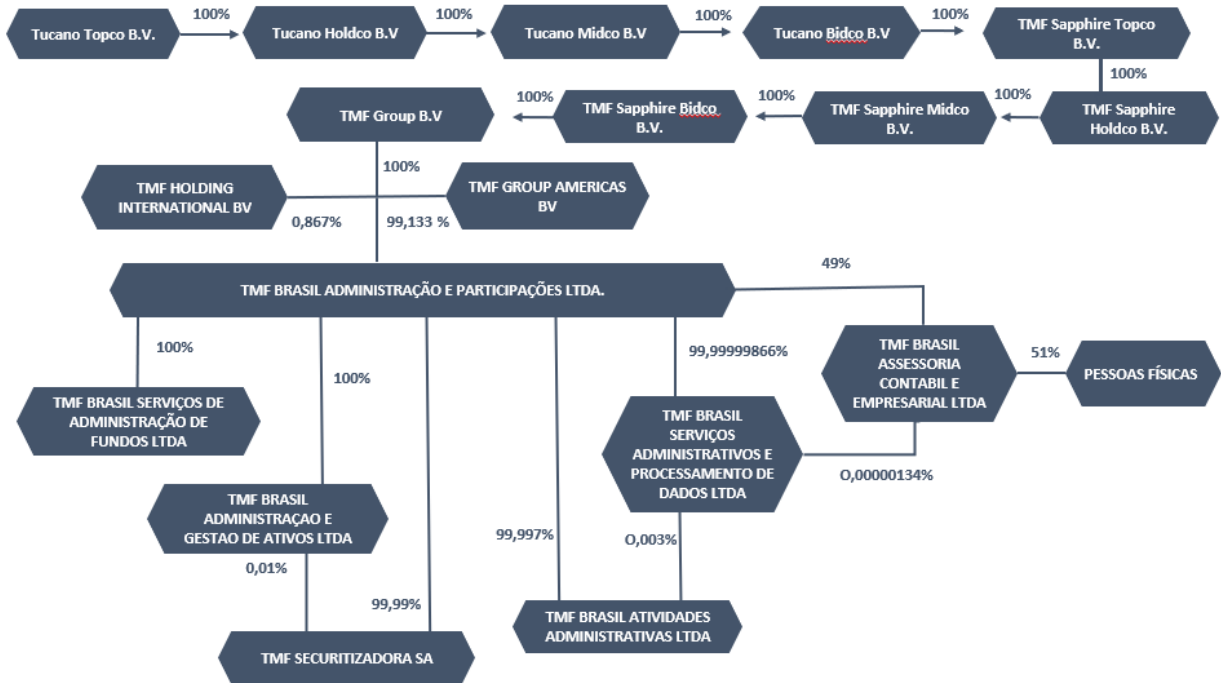 100%
100%
100%
100%
Tucano Topco B.V.
Tucano Holdco B.V
Tucano Midco B.V
Tucano Bidco B.V
TMF Sapphire Topco
B.V.
100%
100%
100%
100%
TMF Group B.V
TMF Sapphire Bidco
B.V.
TMF Sapphire Midco
B.V.
TMF Sapphire
Holdco B.V.
100%
TMF HOLDING
INTERNATIONAL BV
TMF GROUP AMERICAS
BV
0,867%
99,133 %
TMF BRASIL ADMINISTRAÇÃO E PARTICIPAÇÕES LTDA.
49%
100%
100%
99,99999866%
TMF BRASIL
ASSESSORIA
CONTABIL E
EMPRESARIAL LTDA
51%
PESSOAS FÍSICAS
TMF BRASIL SERVIÇOS DE
ADMINISTRAÇÃO DE
FUNDOS LTDA
TMF BRASIL
SERVIÇOS
ADMINISTRATIVOS E
PROCESSAMENTO DE
DADOS LTDA
O,00000134%
TMF BRASIL
ADMINISTRAÇAO E
GESTAO DE ATIVOS LTDA
99,997%
O,003%
0,01%
99,99%
TMF BRASIL ATIVIDADES
ADMINISTRATIVAS LTDA
TMF SECURITIZADORA SA